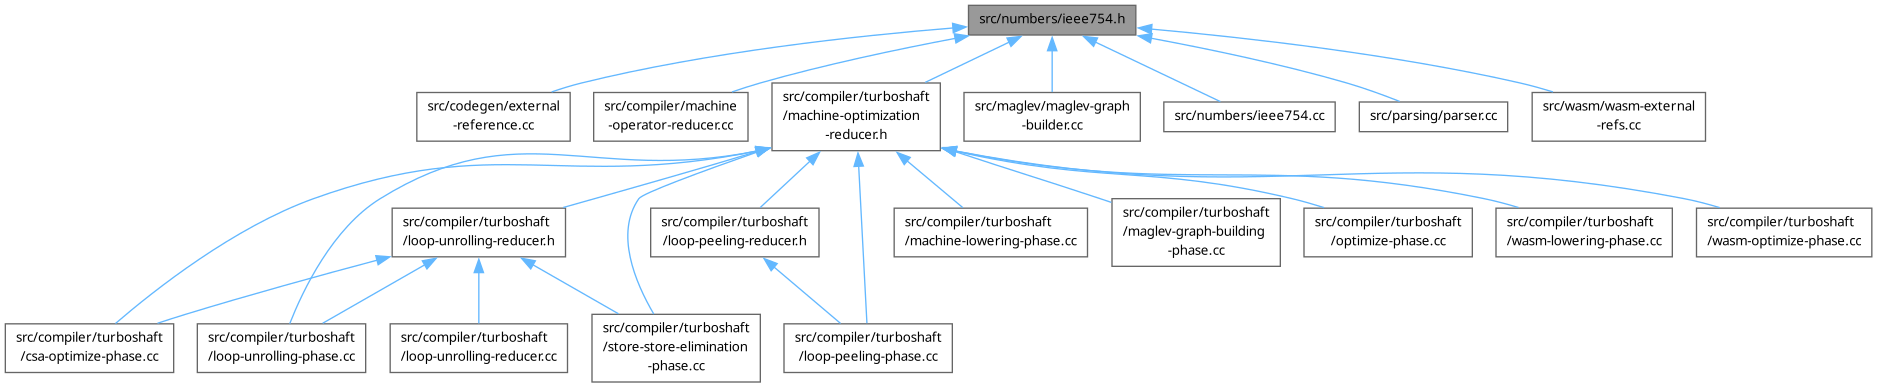 src/numbers/ieee754.h
src/codegen/external
-reference.cc
src/compiler/machine
-operator-reducer.cc
src/compiler/turboshaft
/machine-optimization
-reducer.h
src/maglev/maglev-graph
-builder.cc
src/numbers/ieee754.cc
src/parsing/parser.cc
src/wasm/wasm-external
-refs.cc
src/compiler/turboshaft
/loop-unrolling-reducer.h
src/compiler/turboshaft
/loop-peeling-reducer.h
src/compiler/turboshaft
/machine-lowering-phase.cc
src/compiler/turboshaft
/maglev-graph-building
-phase.cc
src/compiler/turboshaft
/optimize-phase.cc
src/compiler/turboshaft
/wasm-lowering-phase.cc
src/compiler/turboshaft
/wasm-optimize-phase.cc
src/compiler/turboshaft
/csa-optimize-phase.cc
src/compiler/turboshaft
/loop-unrolling-phase.cc
src/compiler/turboshaft
/loop-unrolling-reducer.cc
src/compiler/turboshaft
/store-store-elimination
-phase.cc
src/compiler/turboshaft
/loop-peeling-phase.cc